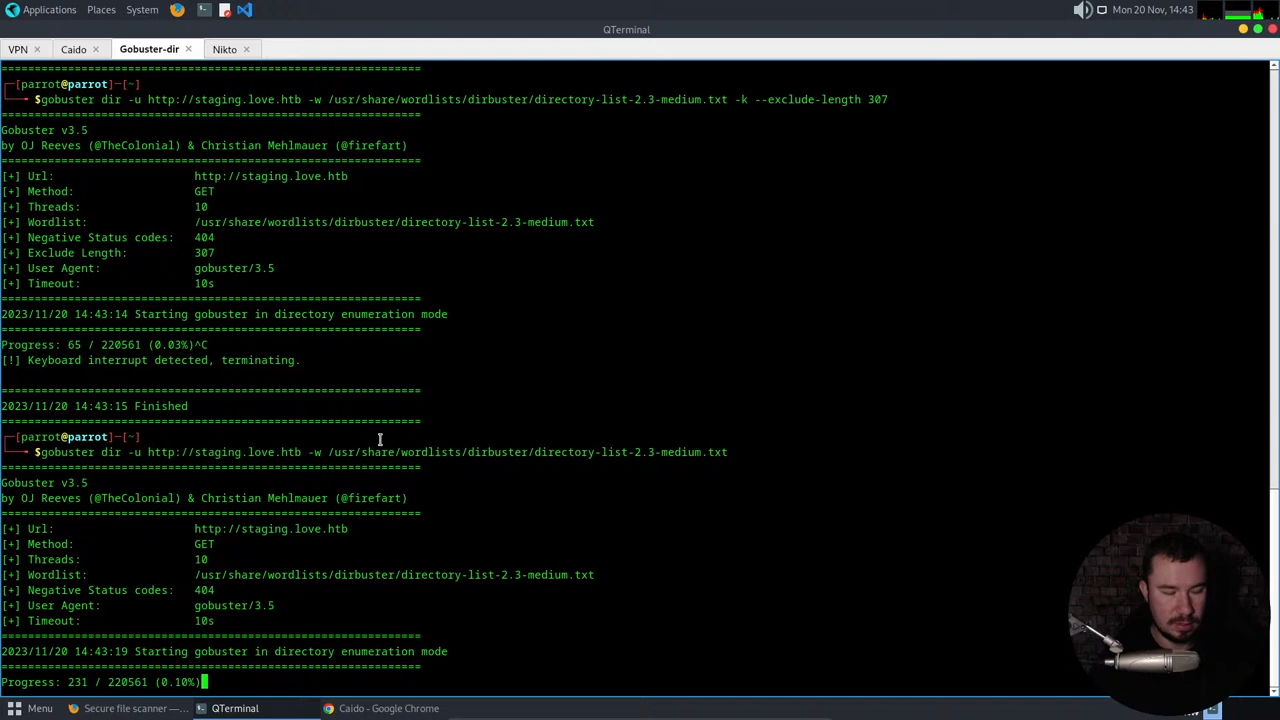 Applications Places System Mon 20 Nov, 14:43
QTerminal
VPN × Caido × Gobuster-dir × Nikto ×
================================================================
┌─[parrot@parrot]─[~]
└──╼ $gobuster dir -u http://staging.love.htb -w /usr/share/wordlists/dirbuster/directory-list-2.3-medium.txt -k --exclude-length 307
===============================================================
Gobuster v3.5
by OJ Reeves (@TheColonial) & Christian Mehlmauer (@firefart)
===============================================================
[+] Url: http://staging.love.htb
[+] Method: GET
[+] Threads: 10
[+] Wordlist: /usr/share/wordlists/dirbuster/directory-list-2.3-medium.txt
[+] Negative Status codes: 404
[+] Exclude Length: 307
[+] User Agent: gobuster/3.5
[+] Timeout: 10s
===============================================================
2023/11/20 14:43:14 Starting gobuster in directory enumeration mode
===============================================================
Progress: 65 / 220561 (0.03%)^C
[!] Keyboard interrupt detected, terminating.
===============================================================
2023/11/20 14:43:15 Finished
===============================================================
┌─[parrot@parrot]─[~]
└──╼ $gobuster dir -u http://staging.love.htb -w /usr/share/wordlists/dirbuster/directory-list-2.3-medium.txt
===============================================================
Gobuster v3.5
by OJ Reeves (@TheColonial) & Christian Mehlmauer (@firefart)
===============================================================
[+] Url: http://staging.love.htb
[+] Method: GET
[+] Threads: 10
[+] Wordlist: /usr/share/wordlists/dirbuster/directory-list-2.3-medium.txt
[+] Negative Status codes: 404
[+] User Agent: gobuster/3.5
[+] Timeout: 10s
===============================================================
2023/11/20 14:43:19 Starting gobuster in directory enumeration mode
===============================================================
Progress: 231 / 220561 (0.10%)
Menu Secure file scanner —... QTerminal Caido - Google Chrome